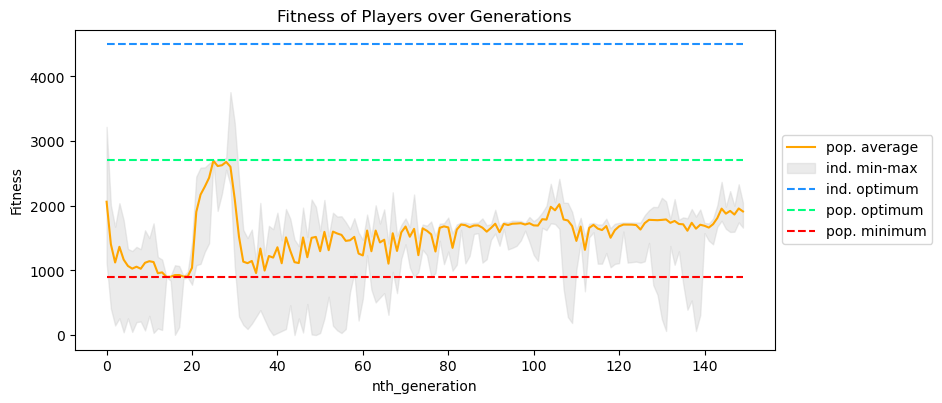 Fitness of Players over Generations
Fitness
4000
3000
2000
1000
0
0 20 40 60 80 100 120 140
nth_generation
pop. average
ind. min-max
ind. optimum
pop. optimum
pop. minimum